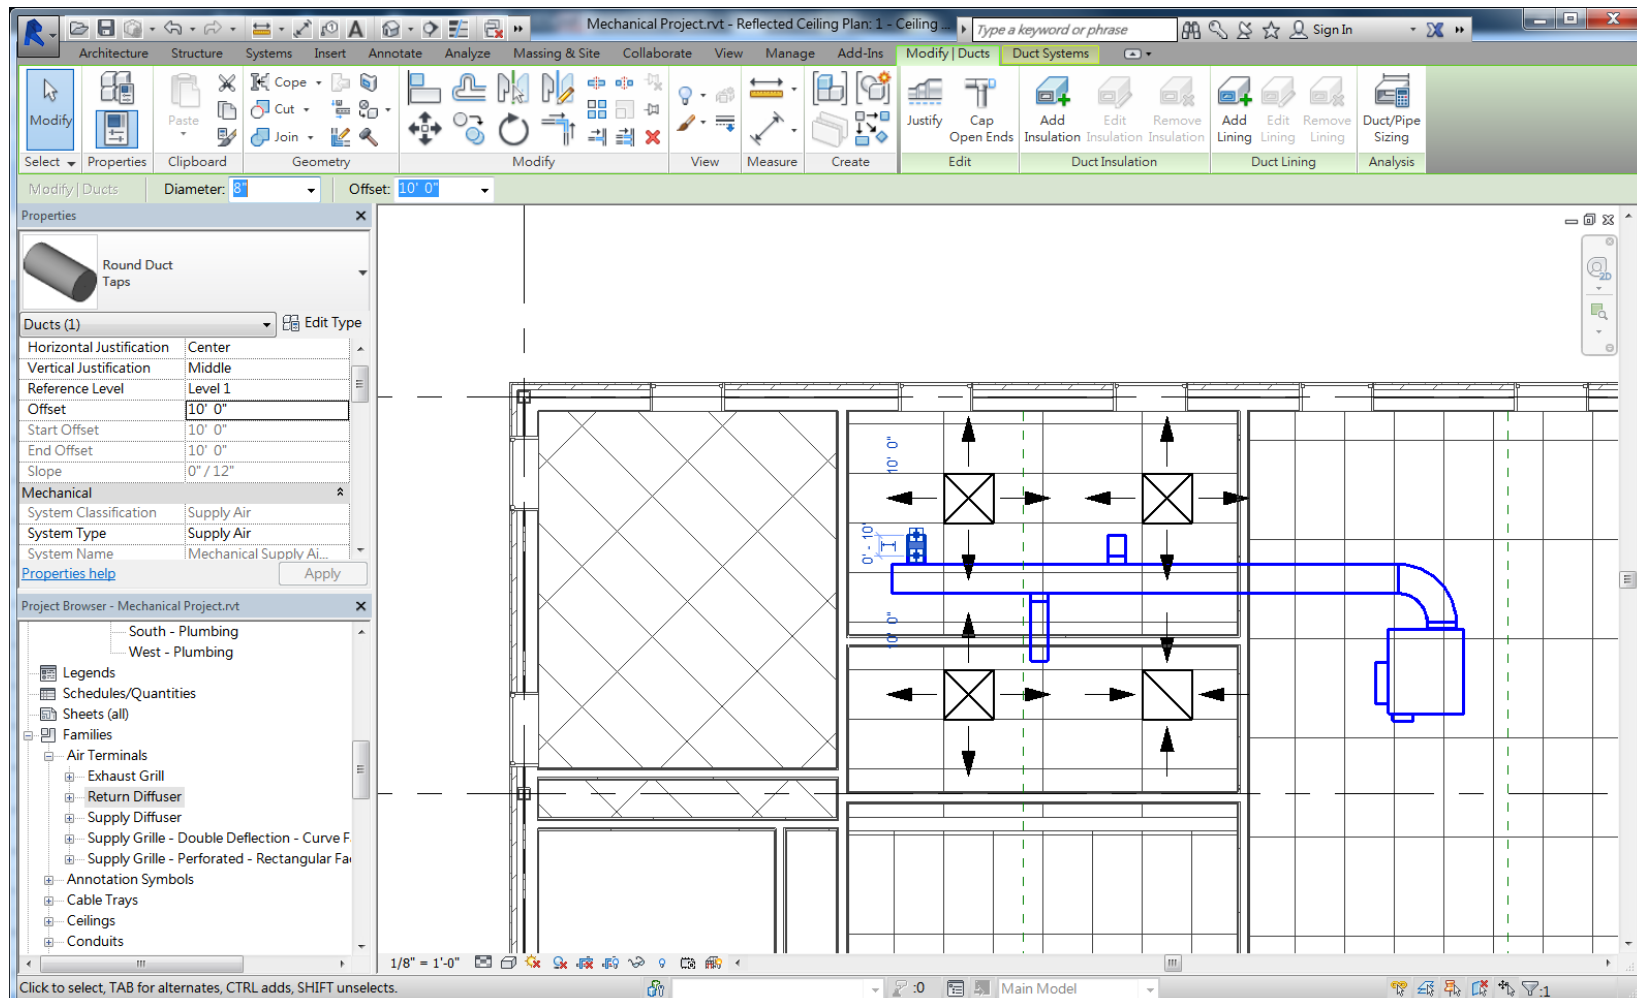 Mechanical Project.rvt - Reflected Ceiling Plan: 1 - Ceiling ...
Type a keyword or phrase
Sign In
Architecture Structure Systems Insert Annotate Analyze Massing & Site Collaborate View Manage Add-Ins Modify | Ducts Duct Systems
Modify
Paste
Cope
Cut
Join
Justify
Cap Open Ends
Add Insulation
Edit Insulation
Remove Insulation
Add Lining
Edit Lining
Remove Lining
Duct/Pipe Sizing
Select Properties Clipboard Geometry Modify View Measure Create Edit Duct Insulation Duct Lining Analysis
Modify | Ducts Diameter: 8" Offset: 10' 0"
Properties
Round Duct
Taps
Ducts (1) Edit Type
Horizontal Justification Center
Vertical Justification Middle
Reference Level Level 1
Offset 10' 0"
Start Offset 10' 0"
End Offset 10' 0"
Slope 0" / 12"
Mechanical
System Classification Supply Air
System Type Supply Air
System Name Mechanical Supply Ai...
Properties help Apply
Project Browser - Mechanical Project.rvt
South - Plumbing
West - Plumbing
Legends
Schedules/Quantities
Sheets (all)
Families
Air Terminals
Exhaust Grill
Return Diffuser
Supply Diffuser
Supply Grille - Double Deflection - Curve F
Supply Grille - Perforated - Rectangular Fa
Annotation Symbols
Cable Trays
Ceilings
Conduits
10' 0"
0' - 10"
10' 0"
2D
1/8" = 1'-0"
Click to select, TAB for alternates, CTRL adds, SHIFT unselects.
:0
Main Model
:1